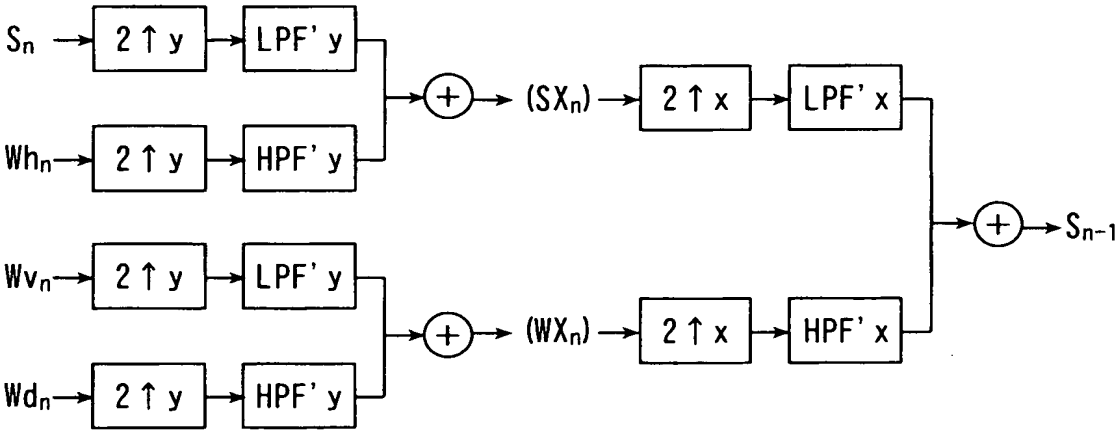 Sₙ 2↑y LPF'y
Whₙ 2↑y HPF'y
+ (SXₙ) 2↑x LPF'x
Wvₙ 2↑y LPF'y
Wdₙ 2↑y HPF'y
+ (WXₙ) 2↑x HPF'x
+ Sₙ₋₁